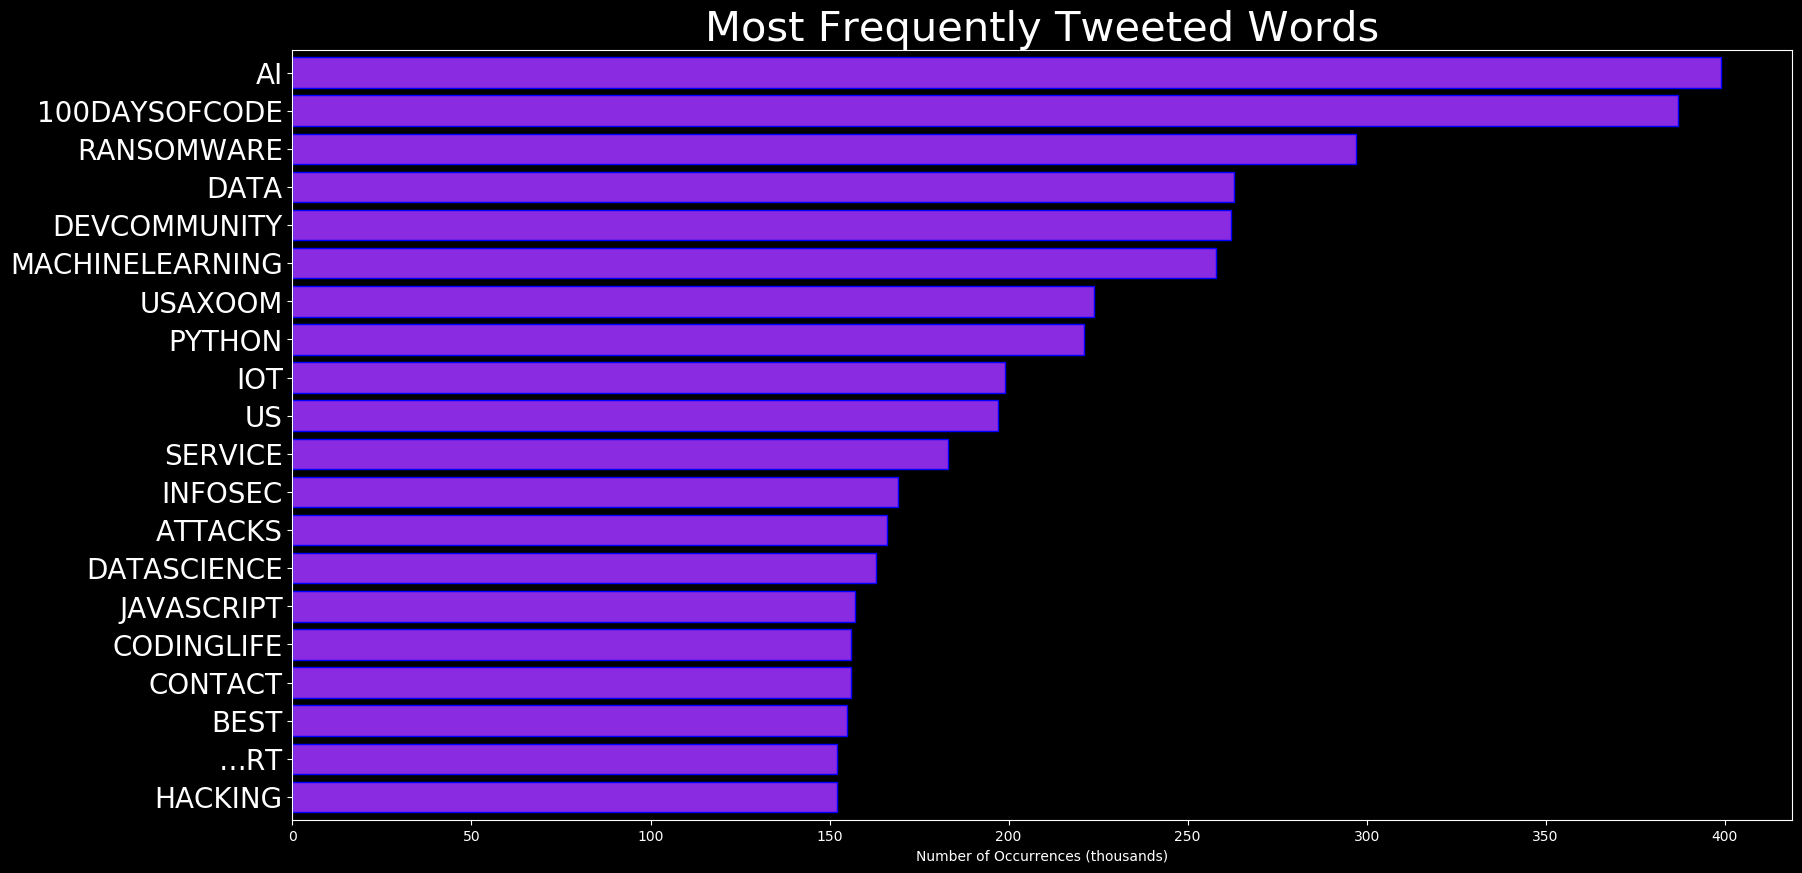 Most Frequently Tweeted Words
AI
100DAYSOFCODE
RANSOMWARE
DATA
DEVCOMMUNITY
MACHINELEARNING
USAXOOM
PYTHON
IOT
US
SERVICE
INFOSEC
ATTACKS
DATASCIENCE
JAVASCRIPT
CODINGLIFE
CONTACT
BEST
…RT
HACKING
0 50 100 150 200 250 300 350 400
Number of Occurrences (thousands)